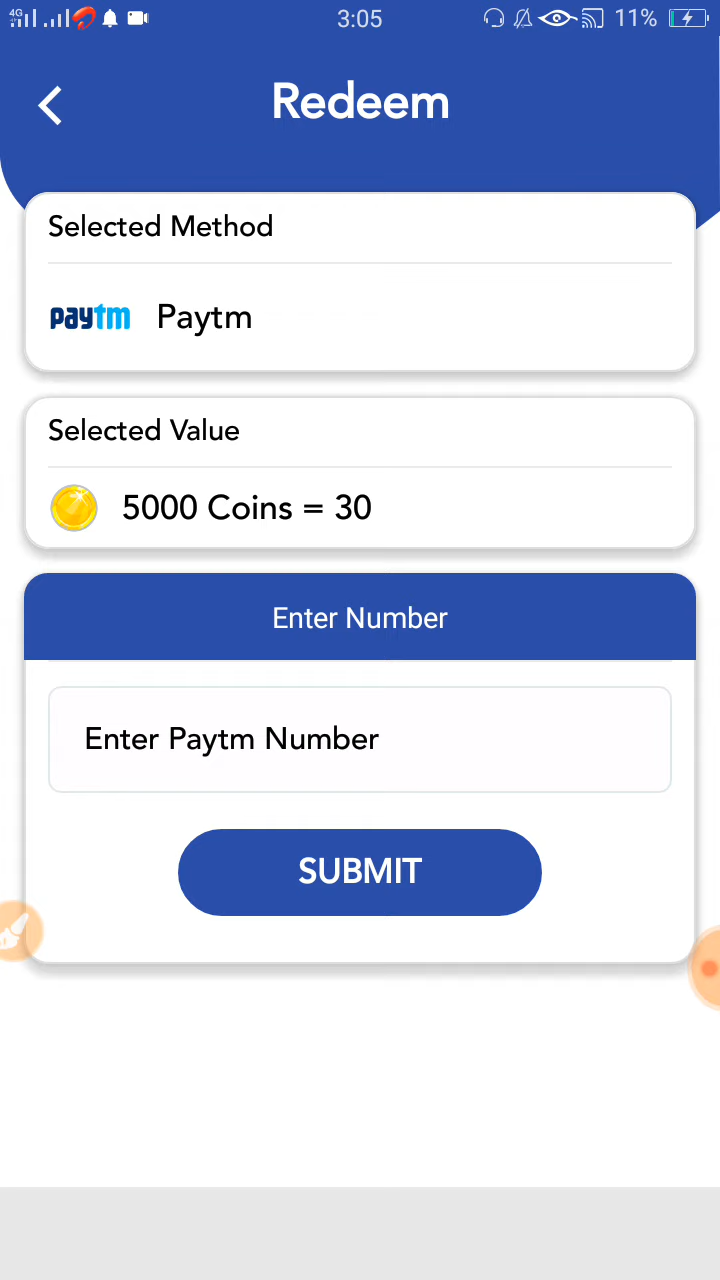 4G 3:05 11%
Redeem
Selected Method
paytm Paytm
Selected Value
5000 Coins = 30
Enter Number
Enter Paytm Number
SUBMIT